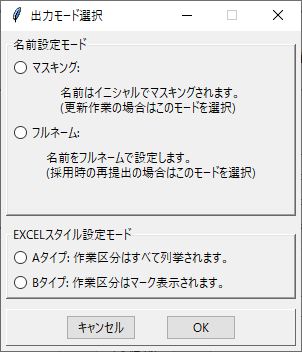 出力モード選択
名前設定モード
マスキング:
名前はイニシャルでマスキングされます。
(更新作業の場合はこのモードを選択)
フルネーム:
名前をフルネームで設定します。
(採用時の再提出の場合はこのモードを選択)
EXCELスタイル設定モード
Aタイプ: 作業区分はすべて列挙されます。
Bタイプ: 作業区分はマーク表示されます。
キャンセル
OK